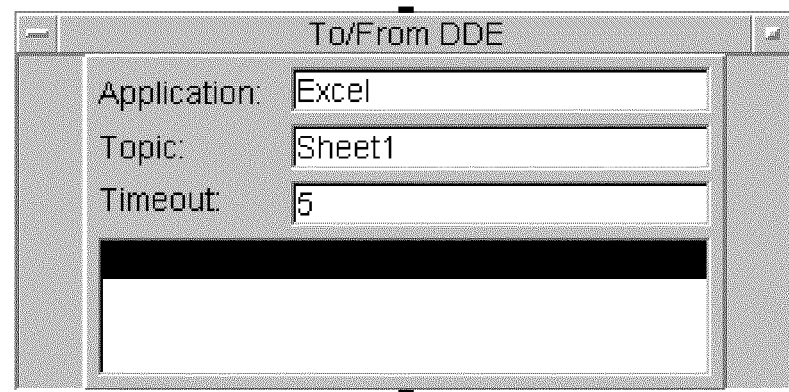 To/From DDE
Application: Excel
Topic: Sheet1
Timeout: 5